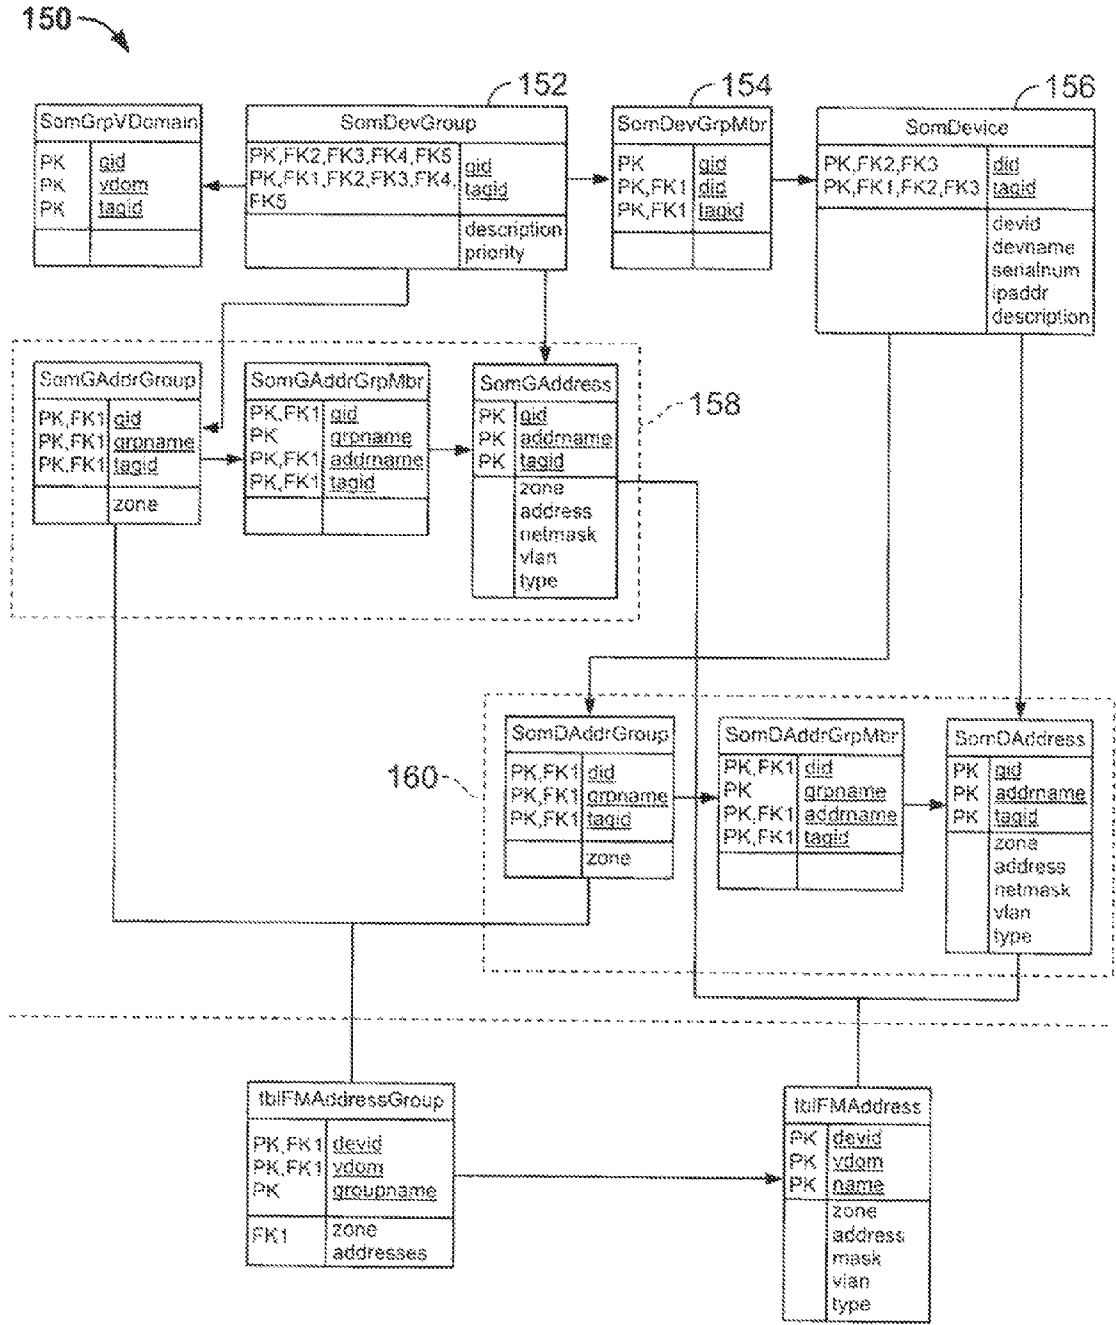 150
152
154
156
SomGrpVDomain
PK gid
PK vdom
PK tagid
SomDevGroup
PK,FK2,FK3,FK4,FK5 gid
PK,FK1,FK2,FK3,FK4,
FK5 tagid
description
priority
SomDevGrpMbr
PK gid
PK,FK1 did
PK,FK1 tagid
SomDevice
PK,FK2,FK3 did
PK,FK1,FK2,FK3 tagid
devid
devname
serialnum
ipaddr
description
SomGAddrGroup
PK,FK1 gid
PK,FK1 grpname
PK,FK1 tagid
zone
SomGAddrGrpMbr
PK,FK1 gid
PK grpname
PK,FK1 addrname
PK,FK1 tagid
SomGAddress
PK gid
PK addrname
PK tagid
zone
address
netmask
vlan
type
158
160
SomDAddrGroup
PK,FK1 did
PK,FK1 grpname
PK,FK1 tagid
zone
SomDAddrGrpMbr
PK,FK1 did
PK grpname
PK,FK1 addrname
PK,FK1 tagid
SomDAddress
PK gid
PK addrname
PK tagid
zone
address
netmask
vlan
type
tblFMAddressGroup
PK,FK1 devid
PK,FK1 vdom
PK groupname
FK1 zone
addresses
tblFMAddress
PK devid
PK vdom
PK name
zone
address
mask
vlan
type